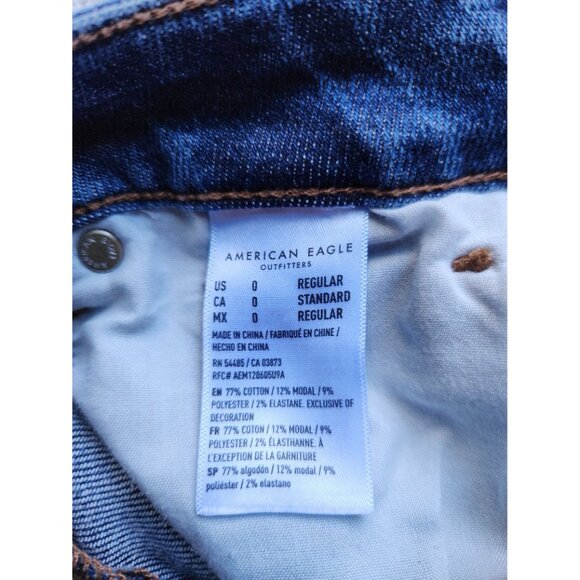 AMERICAN EAGLE
OUTFITTERS
US 0 REGULAR
CA 0 STANDARD
MX 0 REGULAR
MADE IN CHINA / FABRIQUÉ EN CHINE /
HECHO EN CHINA
RN 54485 / CA 03873
RFC# AEM120605U9A
EN 77% COTTON / 12% MODAL / 9%
POLYESTER / 2% ELASTANE. EXCLUSIVE OF
DECORATION
FR 77% COTON / 12% MODAL / 9%
POLYESTER / 2% ÉLASTHANNE. À
L'EXCEPTION DE LA GARNITURE
SP 77% algodón / 12% modal / 9%
poliéster / 2% elastano